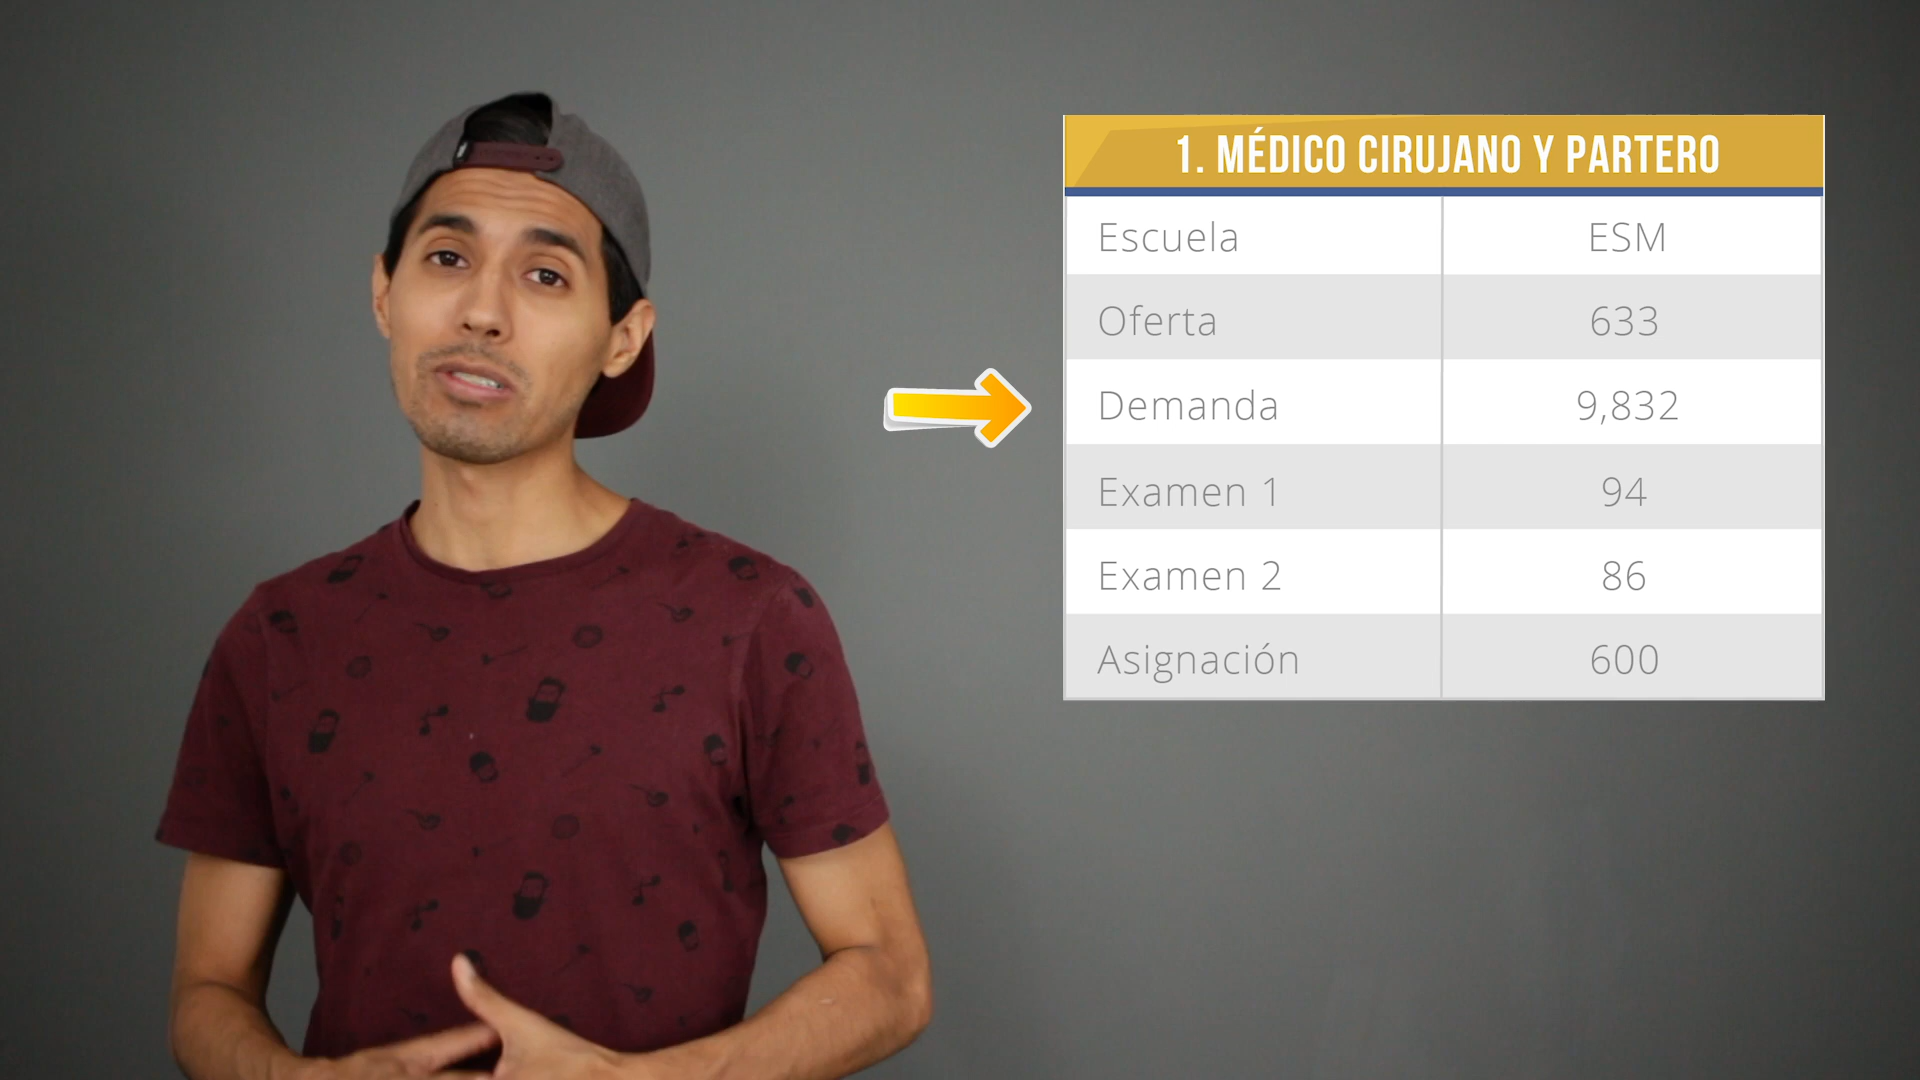 1. MÉDICO CIRUJANO Y PARTERO
Escuela ESM
Oferta 633
Demanda 9,832
Examen 1 94
Examen 2 86
Asignación 600